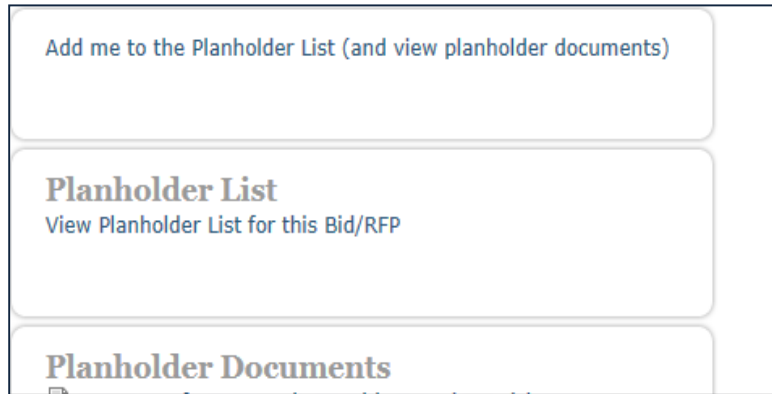 Add me to the Planholder List (and view planholder documents)
Planholder List
View Planholder List for this Bid/RFP
Planholder Documents